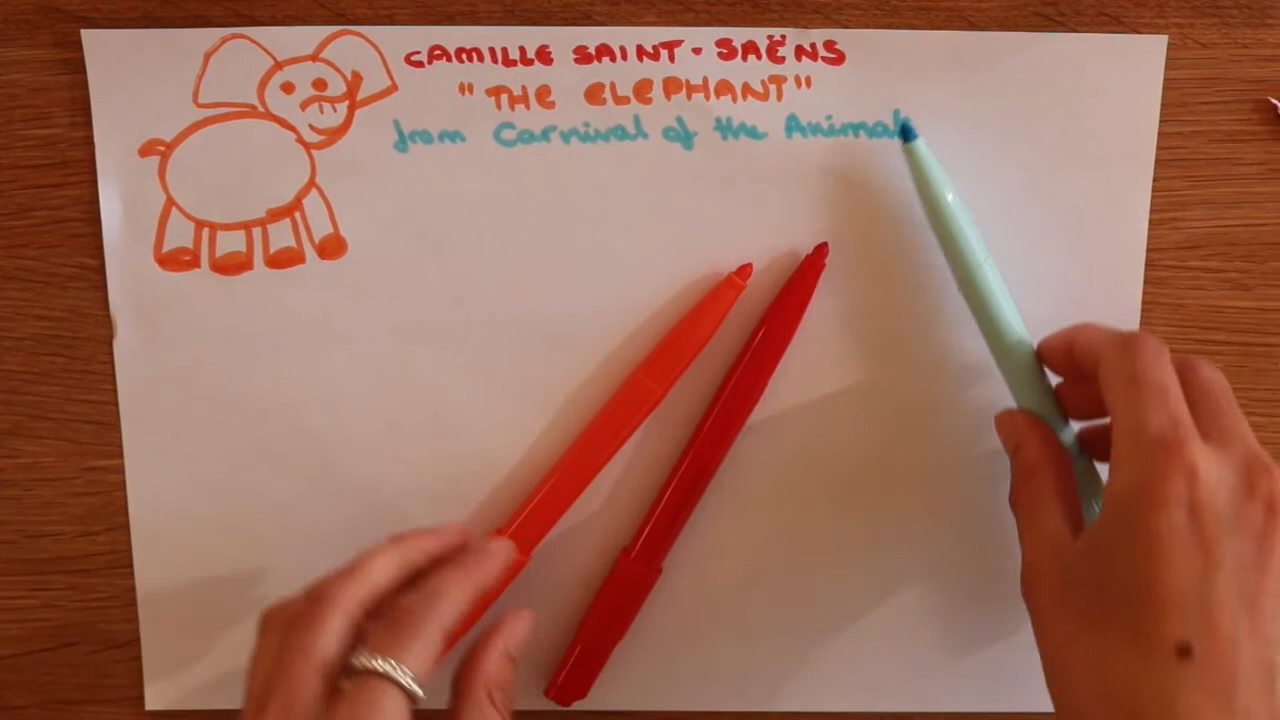 CAMILLE SAINT-SAËNS
"THE ELEPHANT"
from Carnival of the Animals